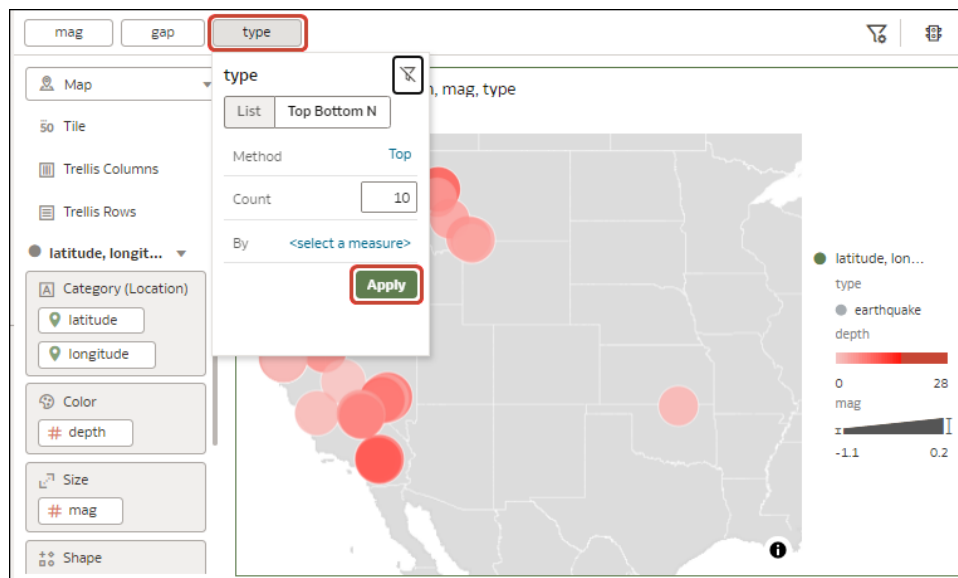 mag gap type
Map
50 Tile
Trellis Columns
Trellis Rows
latitude, longit...
A Category (Location)
latitude
longitude
Color
# depth
Size
# mag
Shape
type
List Top Bottom N
Method Top
Count 10
By <select a measure>
Apply
, mag, type
latitude, lon...
type
earthquake
depth
0 28
mag
-1.1 0.2